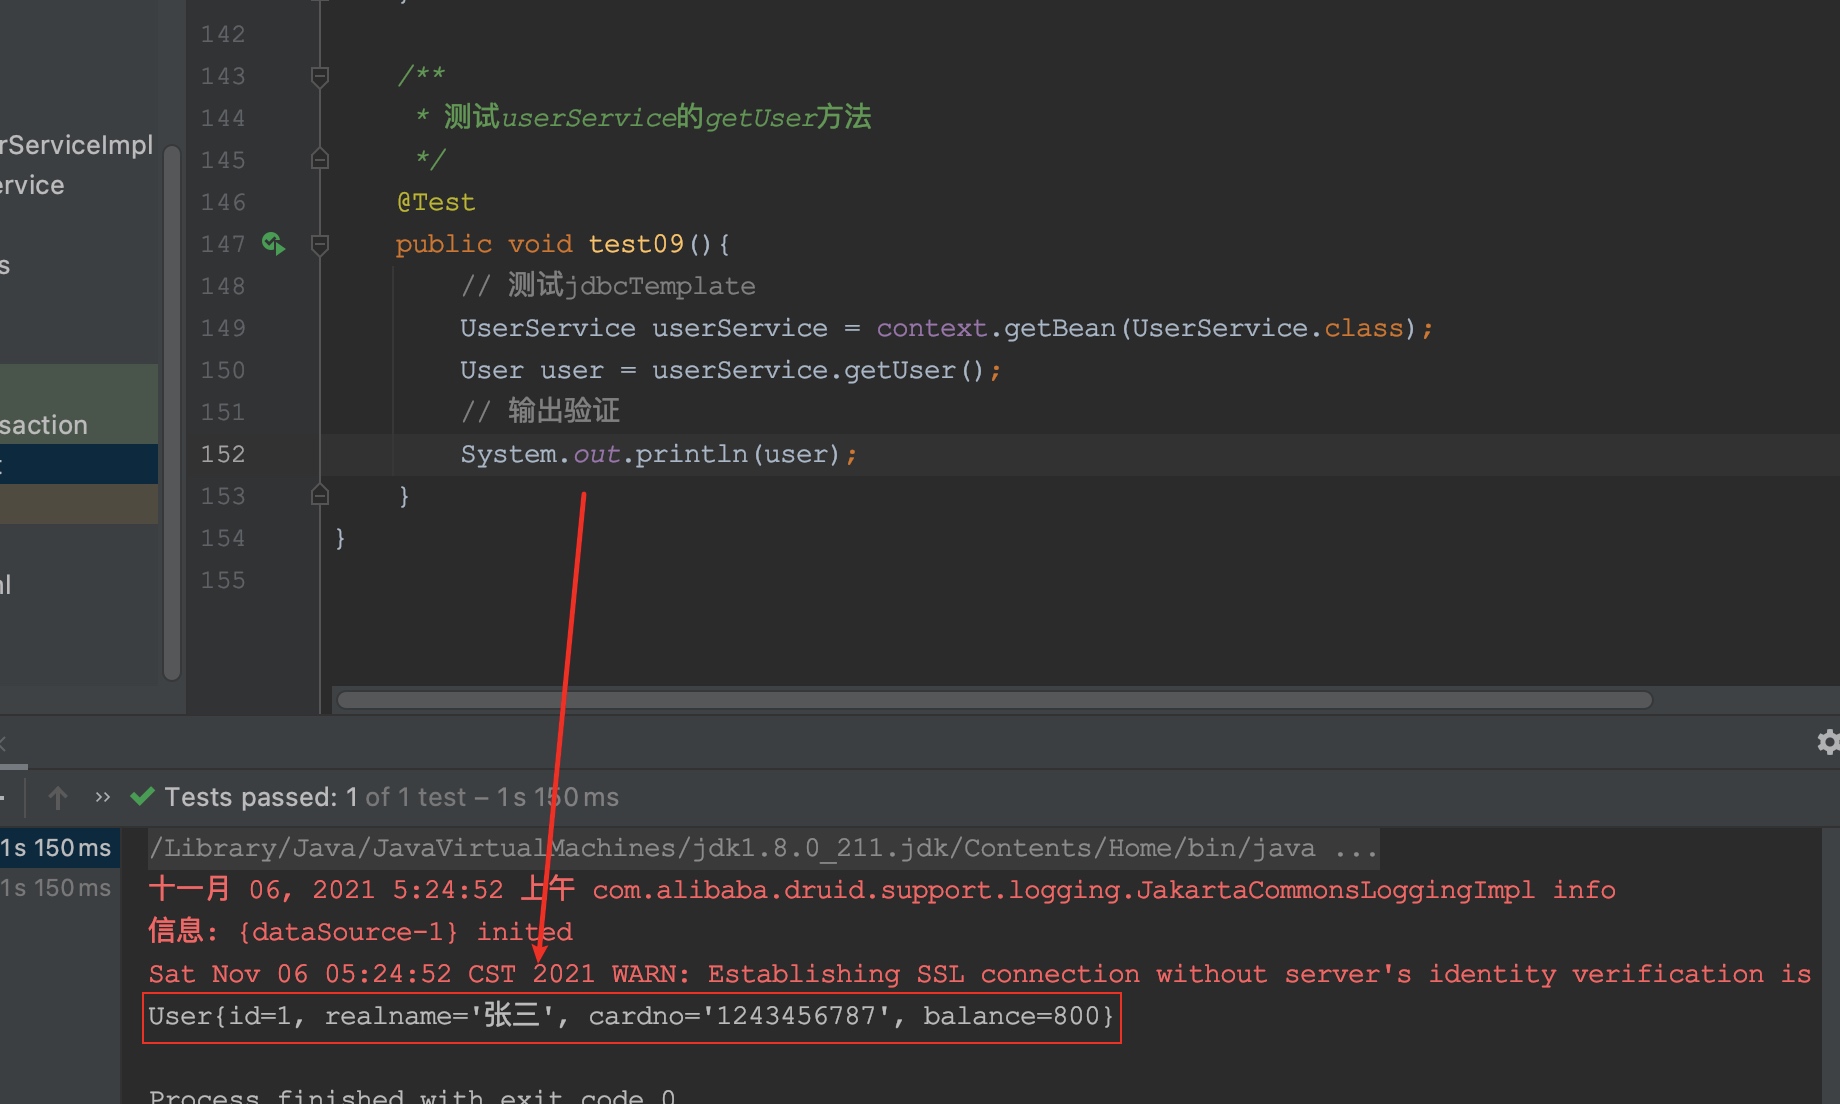 142
143 /**
rServiceImpl
144 * 测试userService的getUser方法
145 */
ervice
146 @Test
147 public void test09(){
s
148 // 测试jdbcTemplate
149 UserService userService = context.getBean(UserService.class);
150 User user = userService.getUser();
151 // 输出验证
saction
152 System.out.println(user);
153 }
154 }
155
Tests passed: 1 of 1 test – 1 s 150 ms
1 s 150 ms
/Library/Java/JavaVirtualMachines/jdk1.8.0_211.jdk/Contents/Home/bin/java ...
1 s 150 ms
十一月 06, 2021 5:24:52 上午 com.alibaba.druid.support.logging.JakartaCommonsLoggingImpl info
信息: {dataSource-1} inited
Sat Nov 06 05:24:52 CST 2021 WARN: Establishing SSL connection without server's identity verification is
User{id=1, realname='张三', cardno='1243456787', balance=800}
Process finished with exit code 0